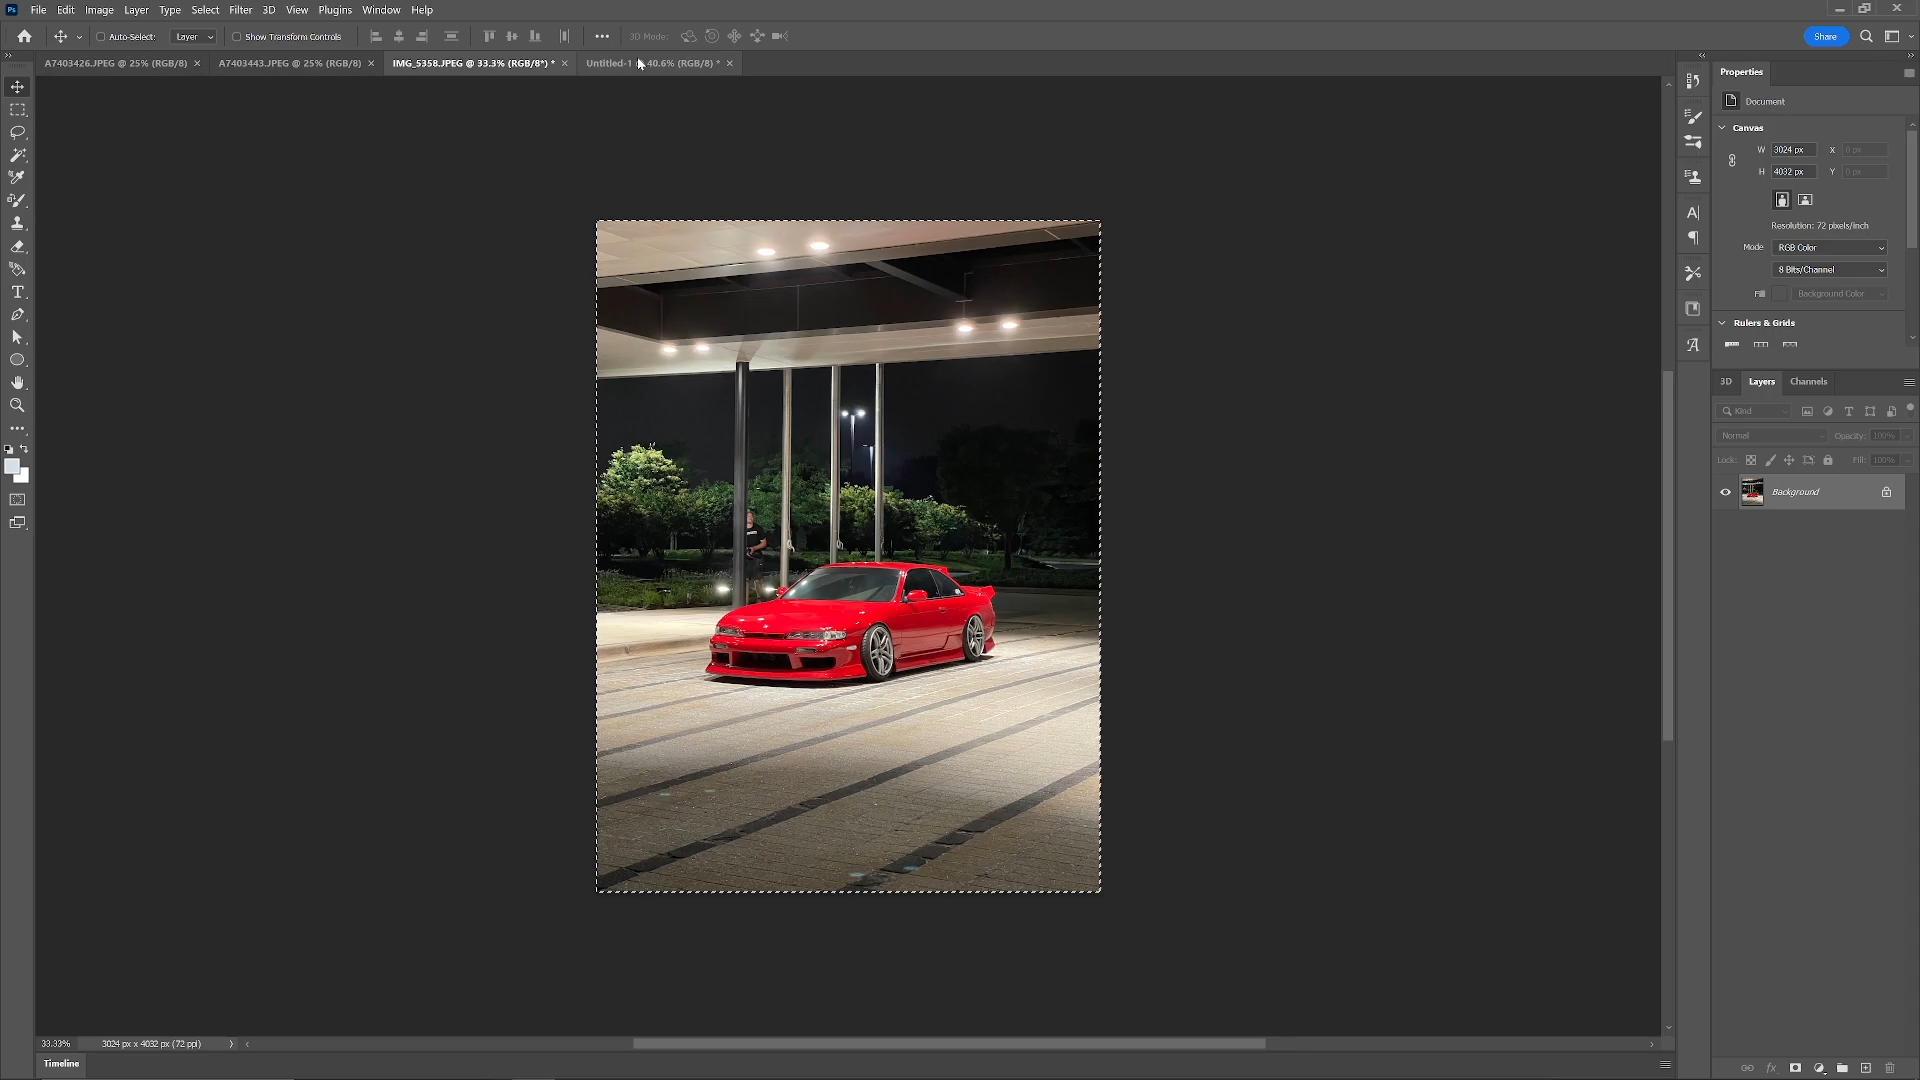 Ps File Edit Image Layer Type Select Filter 3D View Plugins Window Help
Auto-Select: Layer Show Transform Controls 3D Mode: Share
A7403426.JPEG @ 25% (RGB/8) × A7403443.JPEG @ 25% (RGB/8) × IMG_5358.JPEG @ 33.3% (RGB/8*) * × Untitled-1 40.6% (RGB/8) * ×
Properties
Document
Canvas
W 3024 px X 0 px
H 4032 px Y 0 px
Resolution: 72 pixels/inch
Mode RGB Color
8 Bits/Channel
Fill Background Color
Rulers & Grids
3D Layers Channels
Kind
Normal Opacity: 100%
Lock: Fill: 100%
Background
33.33% 3024 px x 4032 px (72 ppi)
Timeline